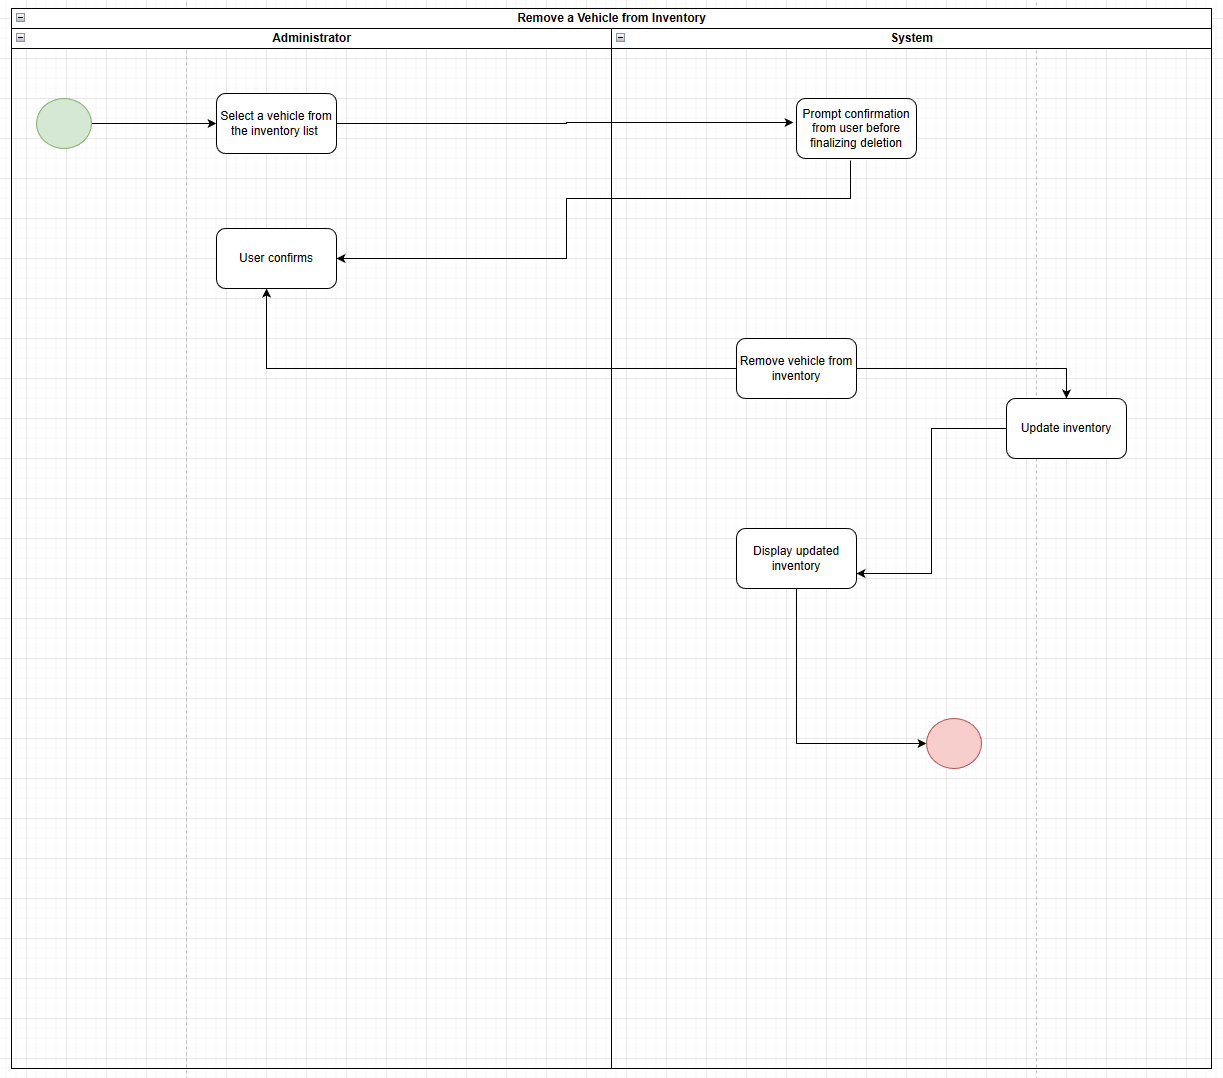 Remove a Vehicle from Inventory
Administrator
System
Select a vehicle from
the inventory list
Prompt confirmation
from user before
finalizing deletion
User confirms
Remove vehicle from
inventory
Update inventory
Display updated
inventory